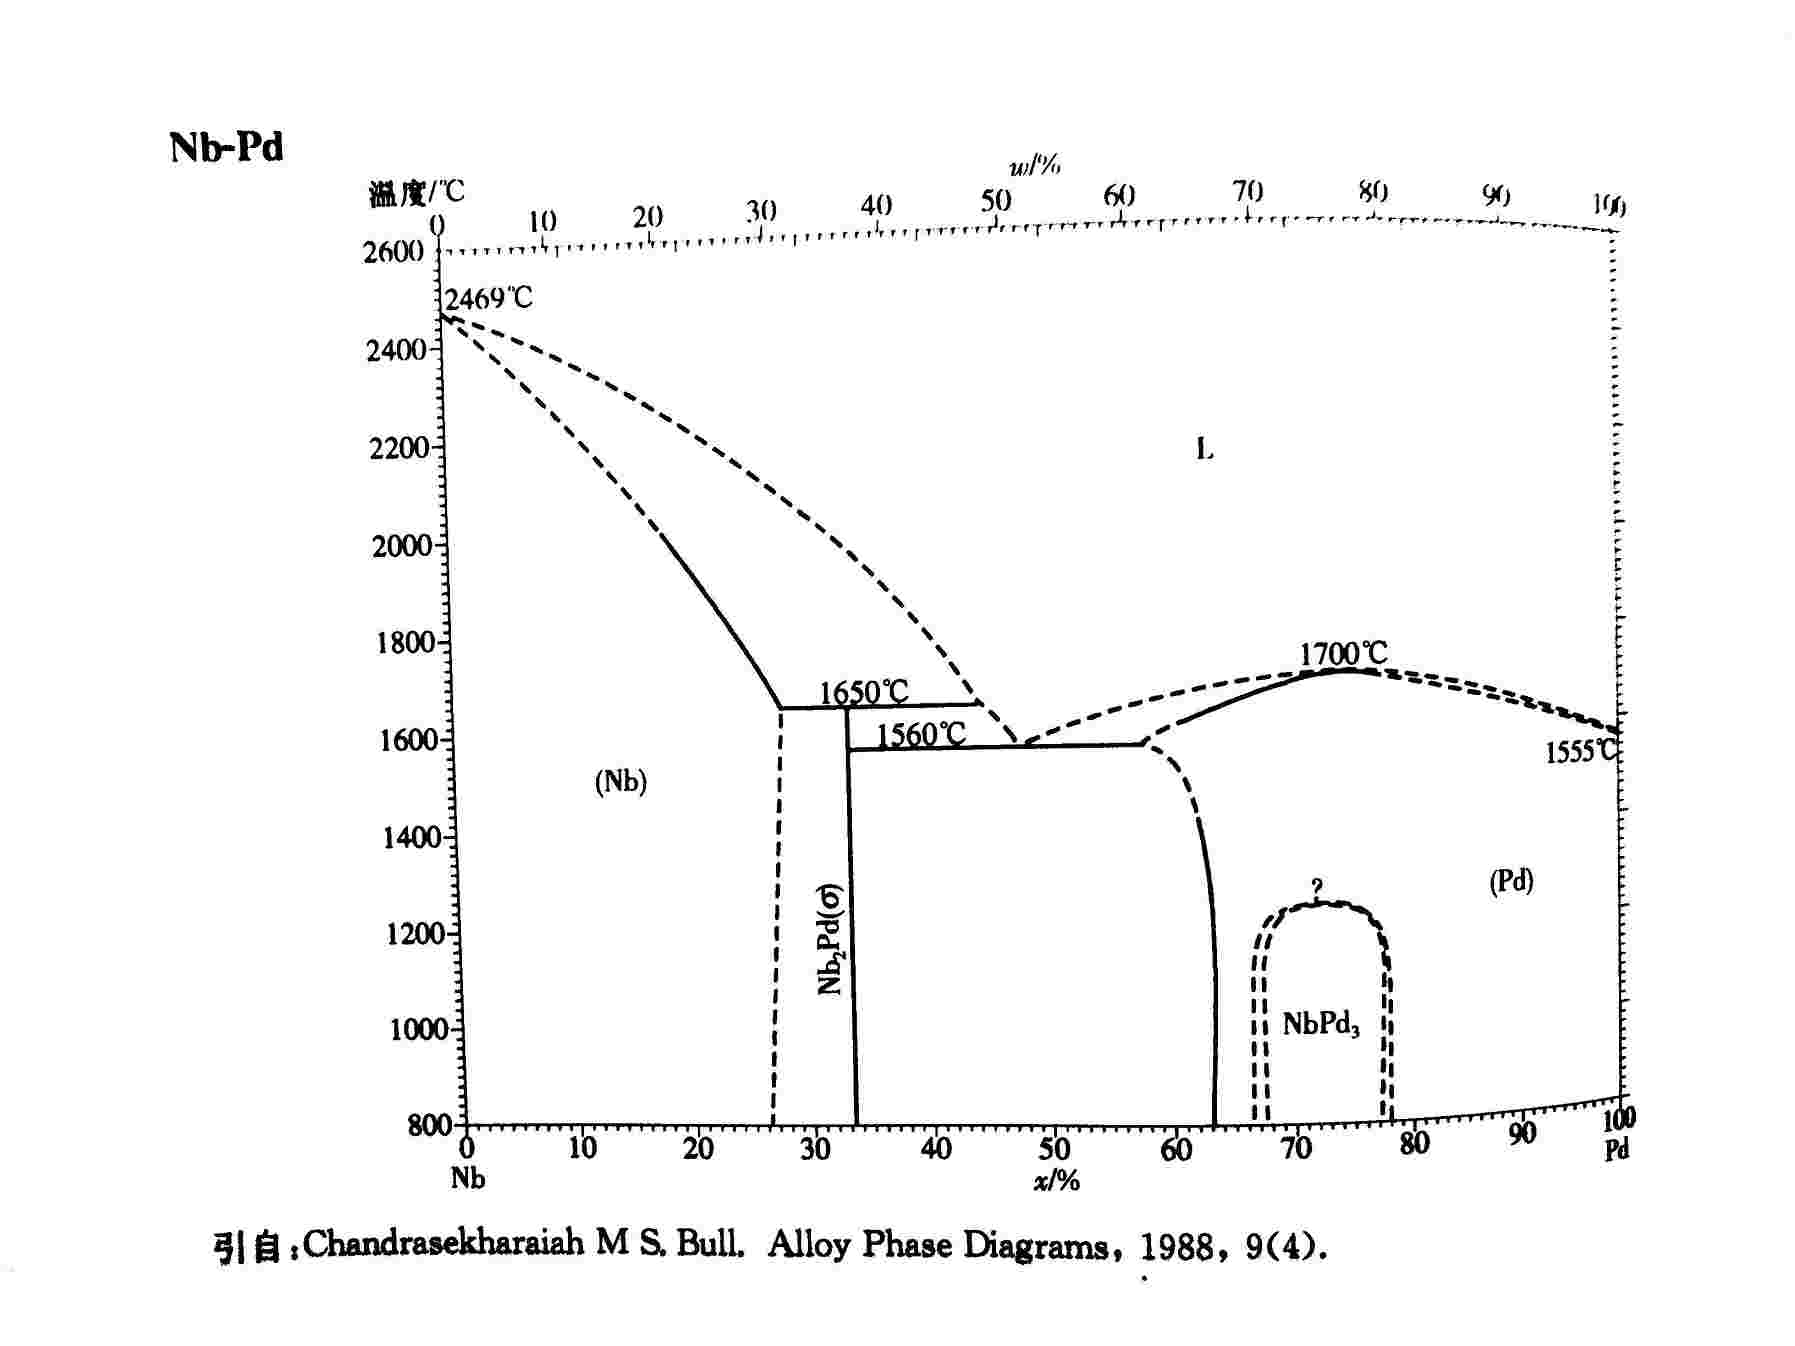 Nb-Pd
w/%
温度/℃
0 10 20 30 40 50 60 70 80 90 100
2600
2469℃
2400
2200
L
2000
1800
1700℃
1650℃
1600
1560℃
1555℃
(Nb)
1400
Nb₂Pd(σ)
(Pd)
?
1200
1000
NbPd₃
800
0 10 20 30 40 50 60 70 80 90 100
Nb
x/%
Pd
引自:Chandrasekharaiah M S. Bull. Alloy Phase Diagrams, 1988, 9(4).